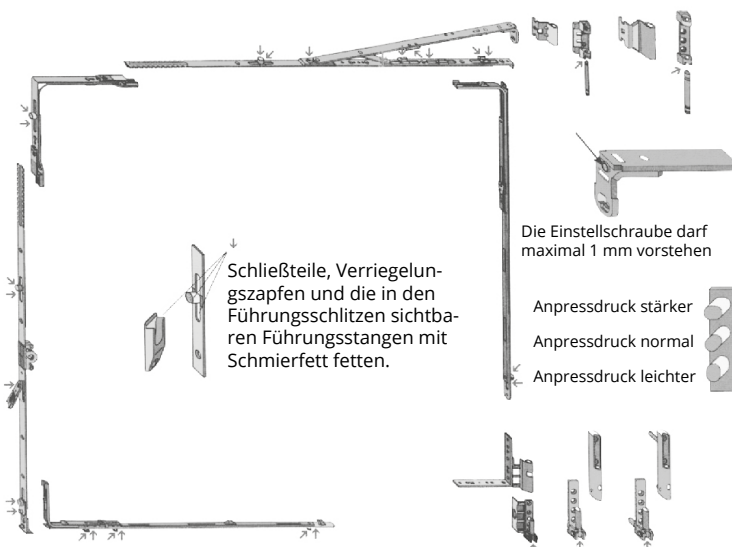 Die Einstellschraube darf
maximal 1 mm vorstehen
Schließteile, Verriegelun-
gszapfen und die in den
Führungsschlitzen sichtba-
ren Führungsstangen mit
Schmierfett fetten.
Anpressdruck stärker
Anpressdruck normal
Anpressdruck leichter